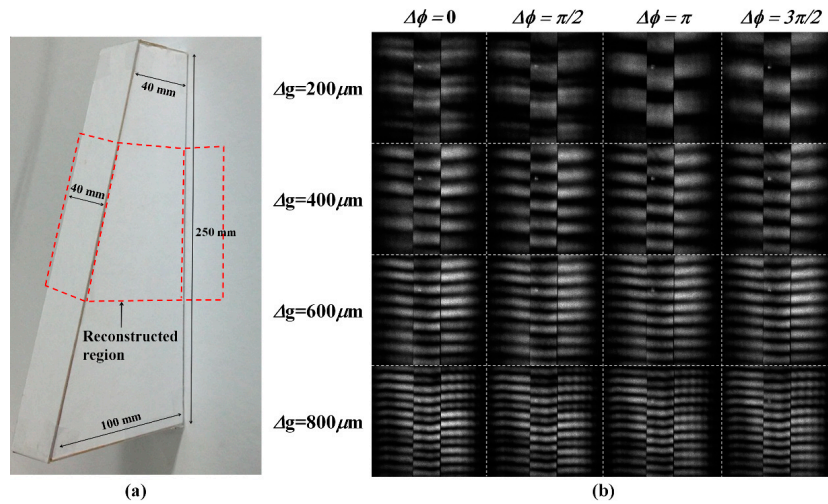 Δϕ = 0
Δϕ = π/2
Δϕ = π
Δϕ = 3π/2
40 mm
40 mm
250 mm
Reconstructed
region
100 mm
Δg=200μm
Δg=400μm
Δg=600μm
Δg=800μm
(a)
(b)